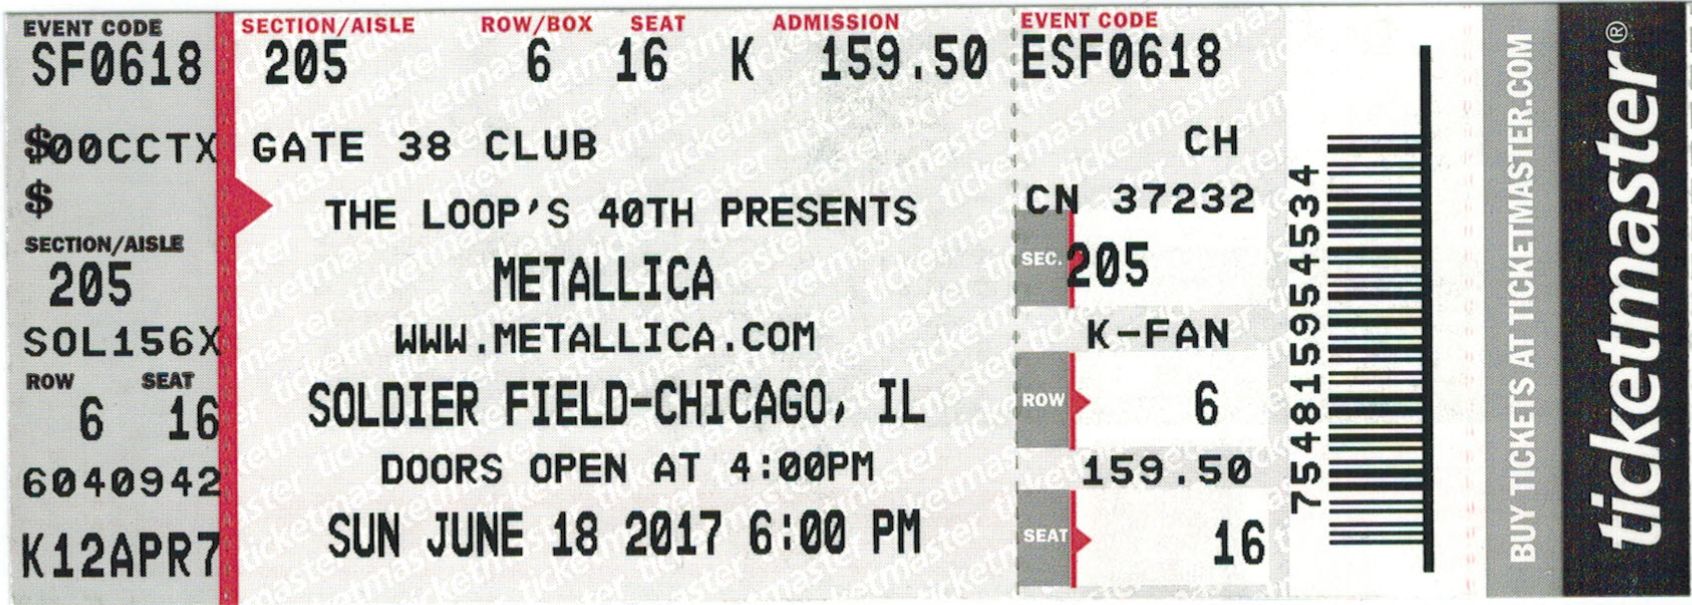 EVENT CODE
SF0618
$00CCTX
$
SECTION/AISLE
205
SOL156X
ROW SEAT
6 16
6040942
K12APR7
SECTION/AISLE ROW/BOX SEAT ADMISSION
205 6 16 K 159.50
GATE 38 CLUB
THE LOOP'S 40TH PRESENTS
METALLICA
WWW.METALLICA.COM
SOLDIER FIELD-CHICAGO, IL
DOORS OPEN AT 4:00PM
SUN JUNE 18 2017 6:00 PM
EVENT CODE
ESF0618
CH
CN 37232
SEC. 205
K-FAN
ROW 6
159.50
SEAT 16
754815954534
BUY TICKETS AT TICKETMASTER.COM
ticketmaster®